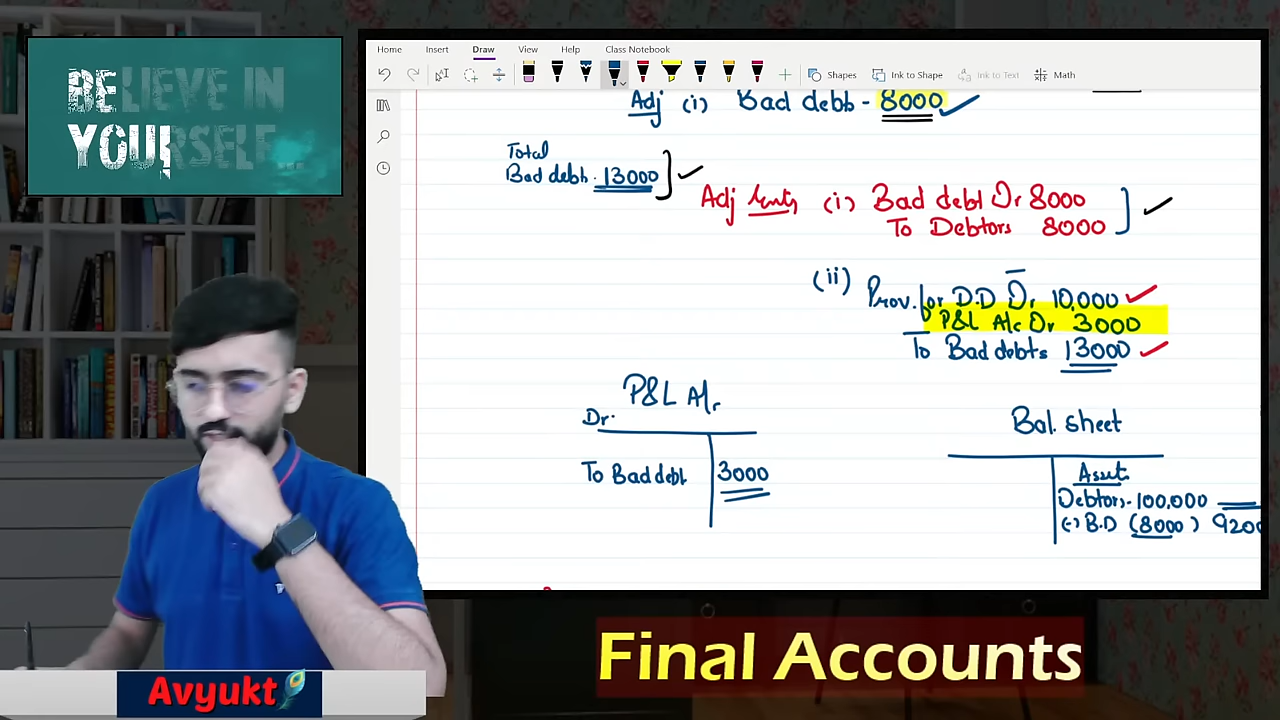 BELIEVE IN
YOURSELF...
Home Insert Draw View Help Class Notebook
Shapes Ink to Shape Ink to Text Math
Adj (i) Bad debt - 8000
Total
Bad debt. 13000
Adj Entry (i) Bad debt Dr 8000
To Debtors 8000
(ii)
Prov. for D.D Dr 10,000
P&L A/c Dr 3000
To Bad debts 13000
P&L A/c
Dr.
To Bad debt 3000
Bal. sheet
Asset
Debtors - 100,000
(-) B.D (8000) 9200
Final Accounts
Avyukt